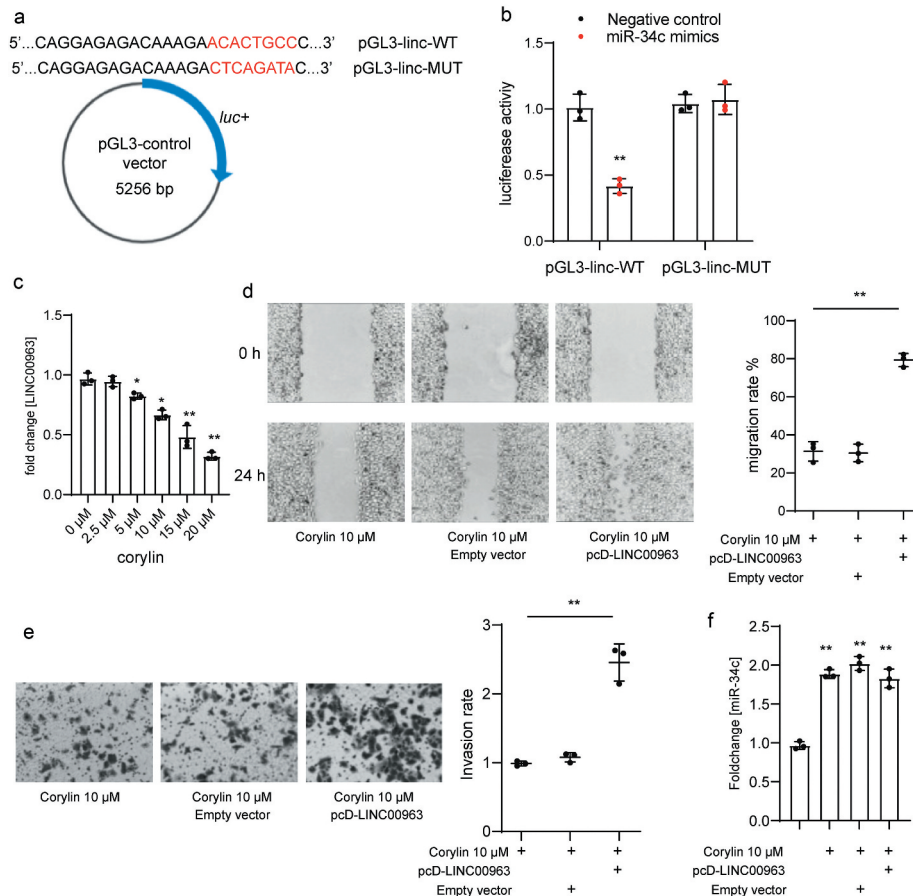 a
5’...CAGGAGAGACAAAGAACACTGCCC...3’ pGL3-linc-WT
5’...CAGGAGAGACAAAGACTCAGATAC...3’ pGL3-linc-MUT
luc+
pGL3-control
vector
5256 bp
b
Negative control
miR-34c mimics
luciferease activiy
1.5
1.0
0.5
0.0
**
pGL3-linc-WT pGL3-linc-MUT
c
fold change [LINC00963]
1.5
1.0
0.5
0.0
* * ** **
0 µM 2.5 µM 5 µM 10 µM 15 µM 20 µM
corylin
d
0 h
24 h
Corylin 10 µM Corylin 10 µM Corylin 10 µM
Empty vector pcD-LINC00963
migration rate %
100
80
60
40
20
0
**
Corylin 10 µM + + +
pcD-LINC00963 +
Empty vector +
e
Corylin 10 µM Corylin 10 µM Corylin 10 µM
Empty vector pcD-LINC00963
Invasion rate
3
2
1
0
**
Corylin 10 µM + + +
pcD-LINC00963 +
Empty vector +
f
Foldchange [miR-34c]
2.5
2.0
1.5
1.0
0.5
0.0
** ** **
Corylin 10 µM + + +
pcD-LINC00963 +
Empty vector +